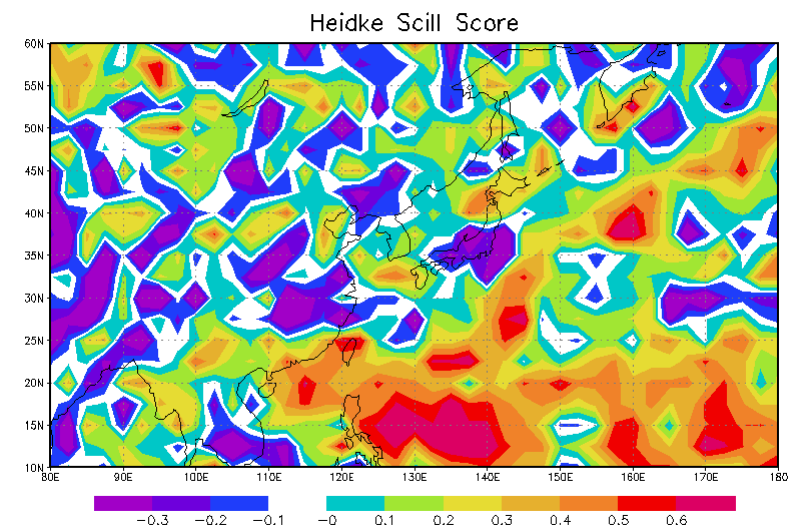 Heidke Scill Score
60N
55N
50N
45N
40N
35N
30N
25N
20N
15N
10N
80E 90E 100E 110E 120E 130E 140E 150E 160E 170E 180
−0.3 −0.2 −0.1 −0 0.1 0.2 0.3 0.4 0.5 0.6